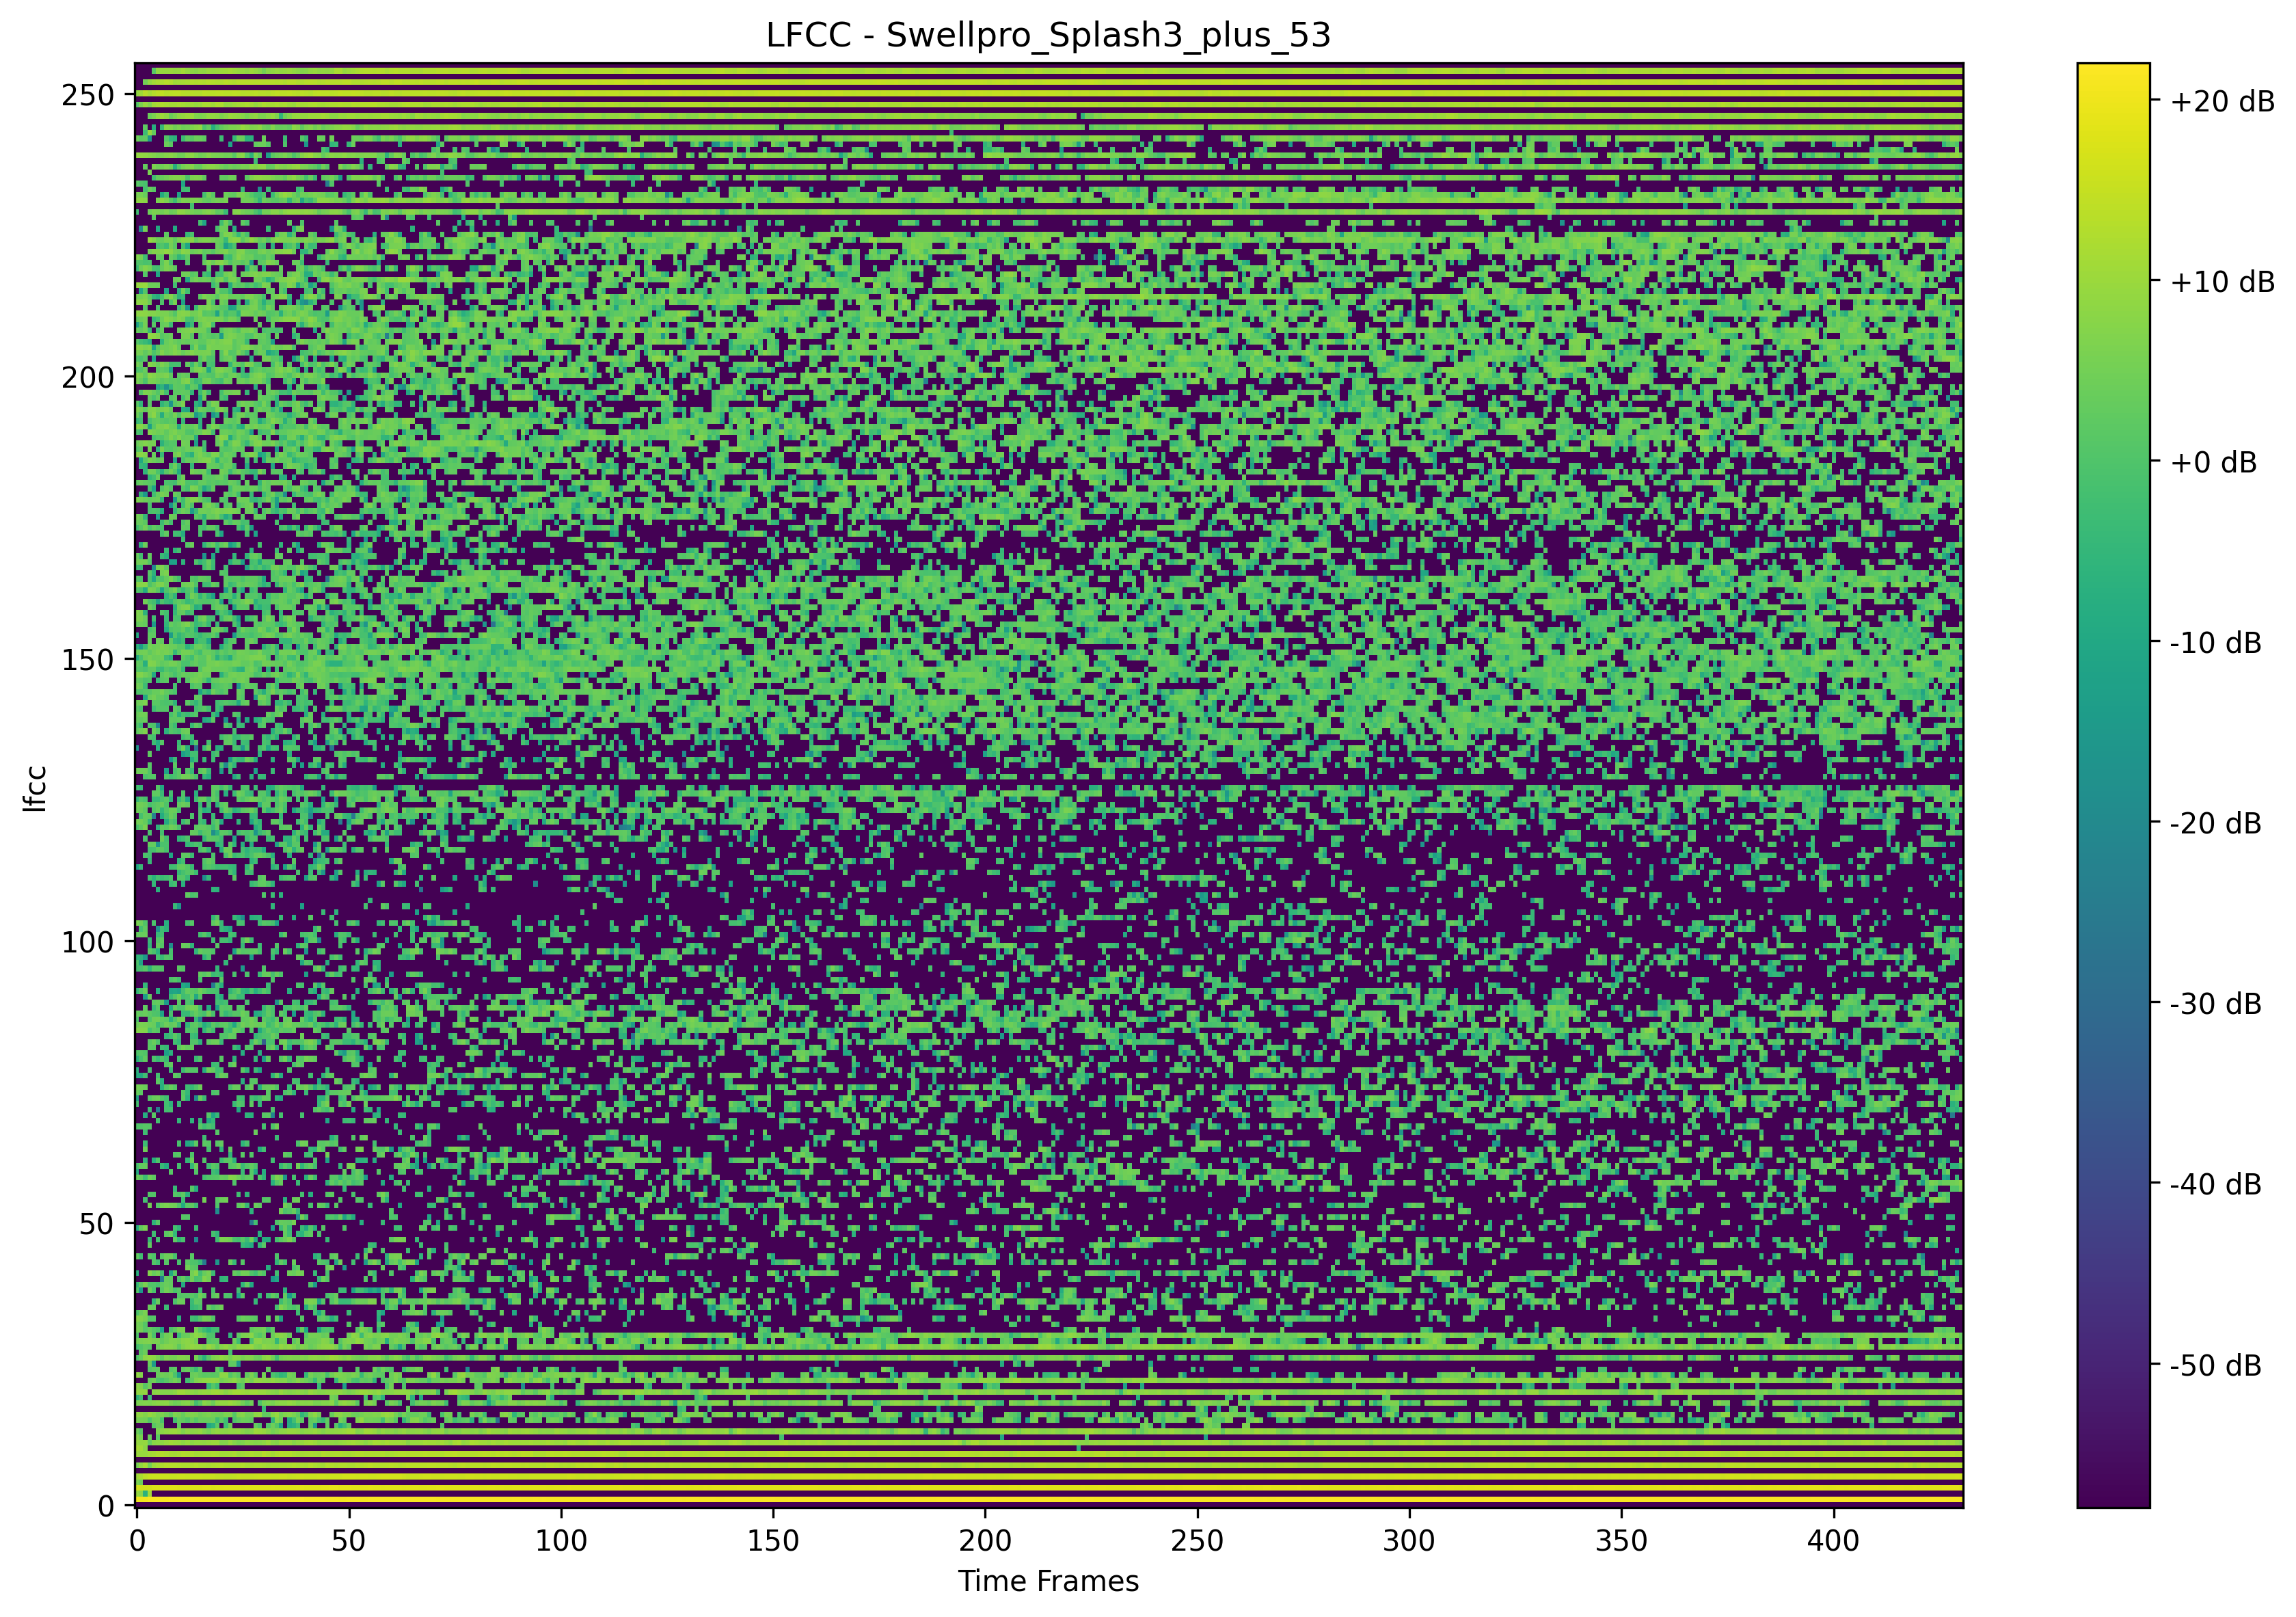 LFCC - Swellpro_Splash3_plus_53
lfcc
250
200
150
100
50
0
0 50 100 150 200 250 300 350 400
Time Frames
+20 dB
+10 dB
+0 dB
-10 dB
-20 dB
-30 dB
-40 dB
-50 dB